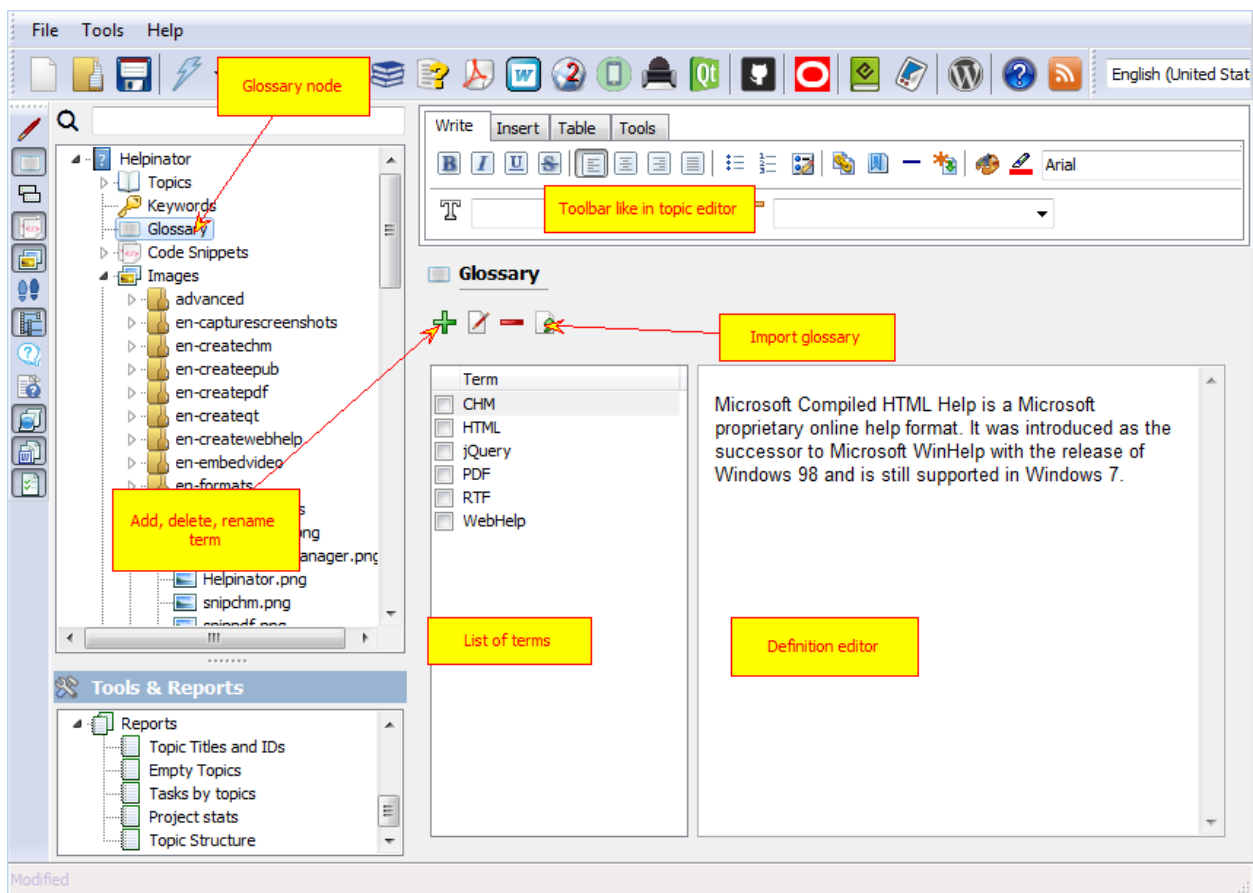 File Tools Help
Glossary node
English (United Stat
Write Insert Table Tools
B I U S
Arial
T
Toolbar like in topic editor
Helpinator
Topics
Keywords
Glossary
Code Snippets
Images
advanced
en-capturescreenshots
en-createchm
en-createepub
en-createpdf
en-createqt
en-createwebhelp
en-embedvideo
en-formats
s
ng
anager.png
Helpinator.png
snipchm.png
snippdf.png
Add, delete, rename
term
Glossary
Import glossary
Term
CHM
HTML
jQuery
PDF
RTF
WebHelp
List of terms
Microsoft Compiled HTML Help is a Microsoft
proprietary online help format. It was introduced as the
successor to Microsoft WinHelp with the release of
Windows 98 and is still supported in Windows 7.
Definition editor
Tools & Reports
Reports
Topic Titles and IDs
Empty Topics
Tasks by topics
Project stats
Topic Structure
Modified